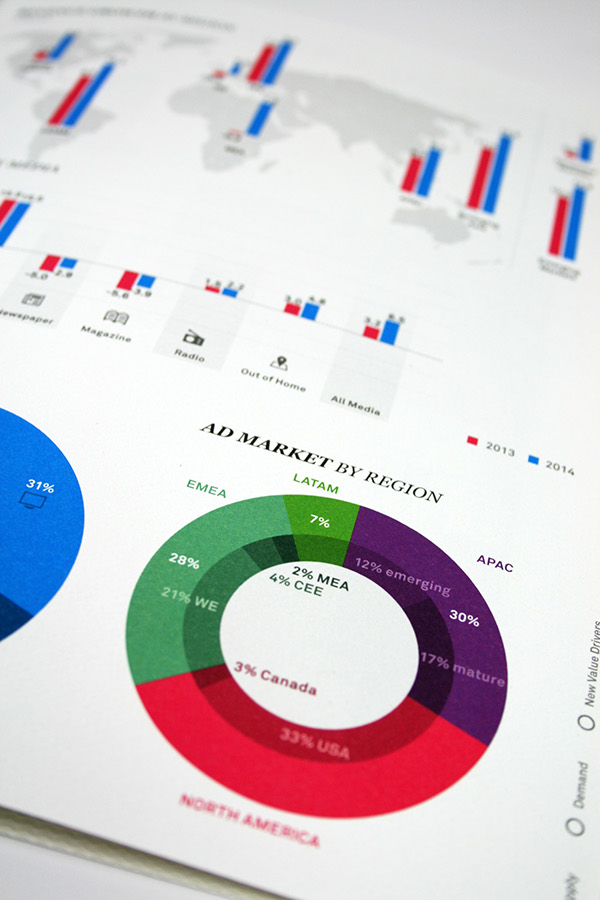 -5.0 2.9
-5.6 3.9
1.5 2.2
3.0 4.8
3.2 6.5
Newspaper
Magazine
Radio
Out of Home
All Media
2013 2014
AD MARKET BY REGION
31%
EMEA
LATAM
APAC
7%
28%
21% WE
2% MEA
4% CEE
12% emerging
30%
17% mature
3% Canada
33% USA
NORTH AMERICA
New Value Drivers
Demand